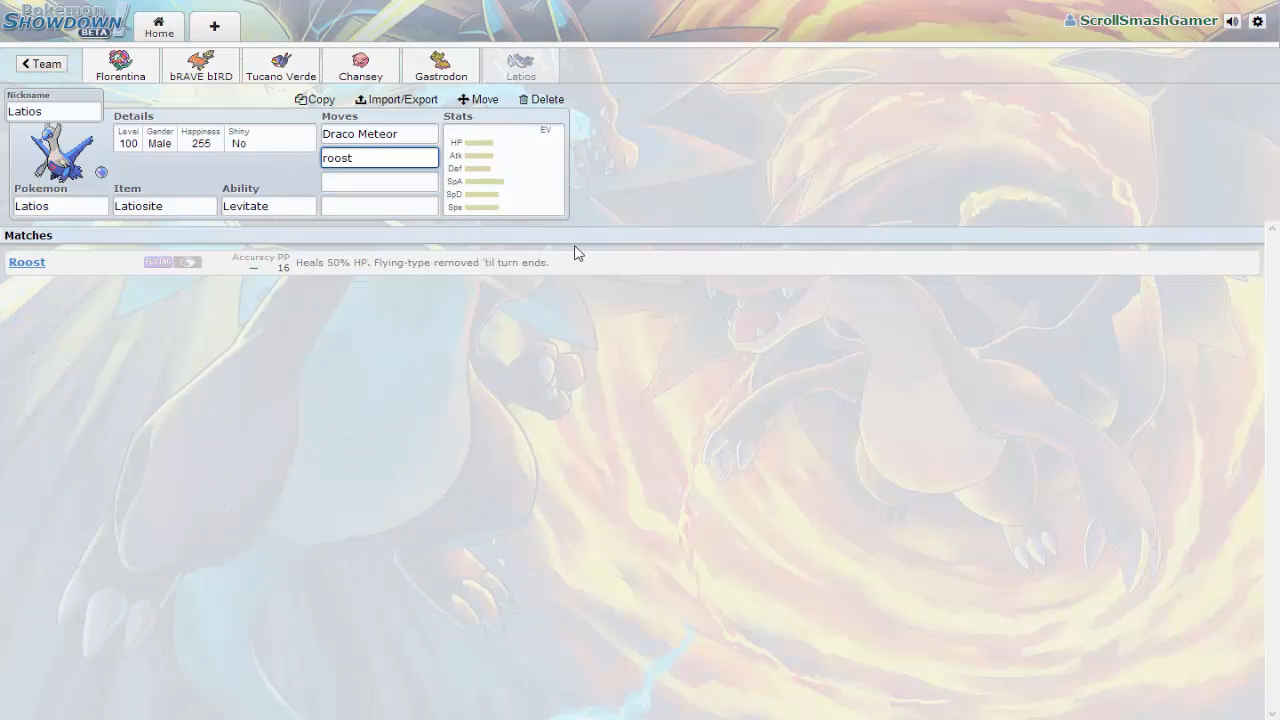 Pokémon
SHOWDOWN!
BETA
Home
+
ScrollSmashGamer
Team
Florentina
bRAVE bIRD
Tucano Verde
Chansey
Gastrodon
Latios
Nickname
Latios
Copy
Import/Export
Move
Delete
Details
Moves
Stats
Level
100
Gender
Male
Happiness
255
Shiny
No
Draco Meteor
roost
EV
HP
Atk
Def
SpA
SpD
Spe
Pokemon
Latios
Item
Latiosite
Ability
Levitate
Matches
Roost
FLYING
Accuracy
—
PP
16
Heals 50% HP. Flying-type removed 'til turn ends.